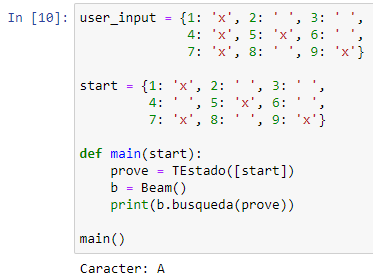 In [10]: user_input = {1: 'x', 2: ' ', 3: ' ',
4: 'x', 5: 'x', 6: ' ',
7: 'x', 8: ' ', 9: 'x'}
start = {1: 'x', 2: ' ', 3: ' ',
4: ' ', 5: 'x', 6: ' ',
7: 'x', 8: ' ', 9: 'x'}
def main(start):
prove = TEstado([start])
b = Beam()
print(b.busqueda(prove))
main()
Caracter: A